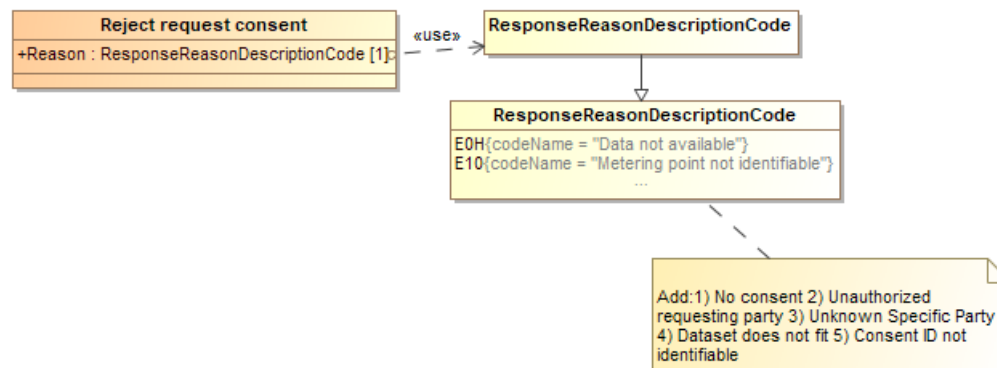 Reject request consent
+Reason : ResponseReasonDescriptionCode [1]
«use»
ResponseReasonDescriptionCode
ResponseReasonDescriptionCode
E0H{codeName = "Data not available"}
E10{codeName = "Metering point not identifiable"}
...
Add:1) No consent 2) Unauthorized
requesting party 3) Unknown Specific Party
4) Dataset does not fit 5) Consent ID not
identifiable